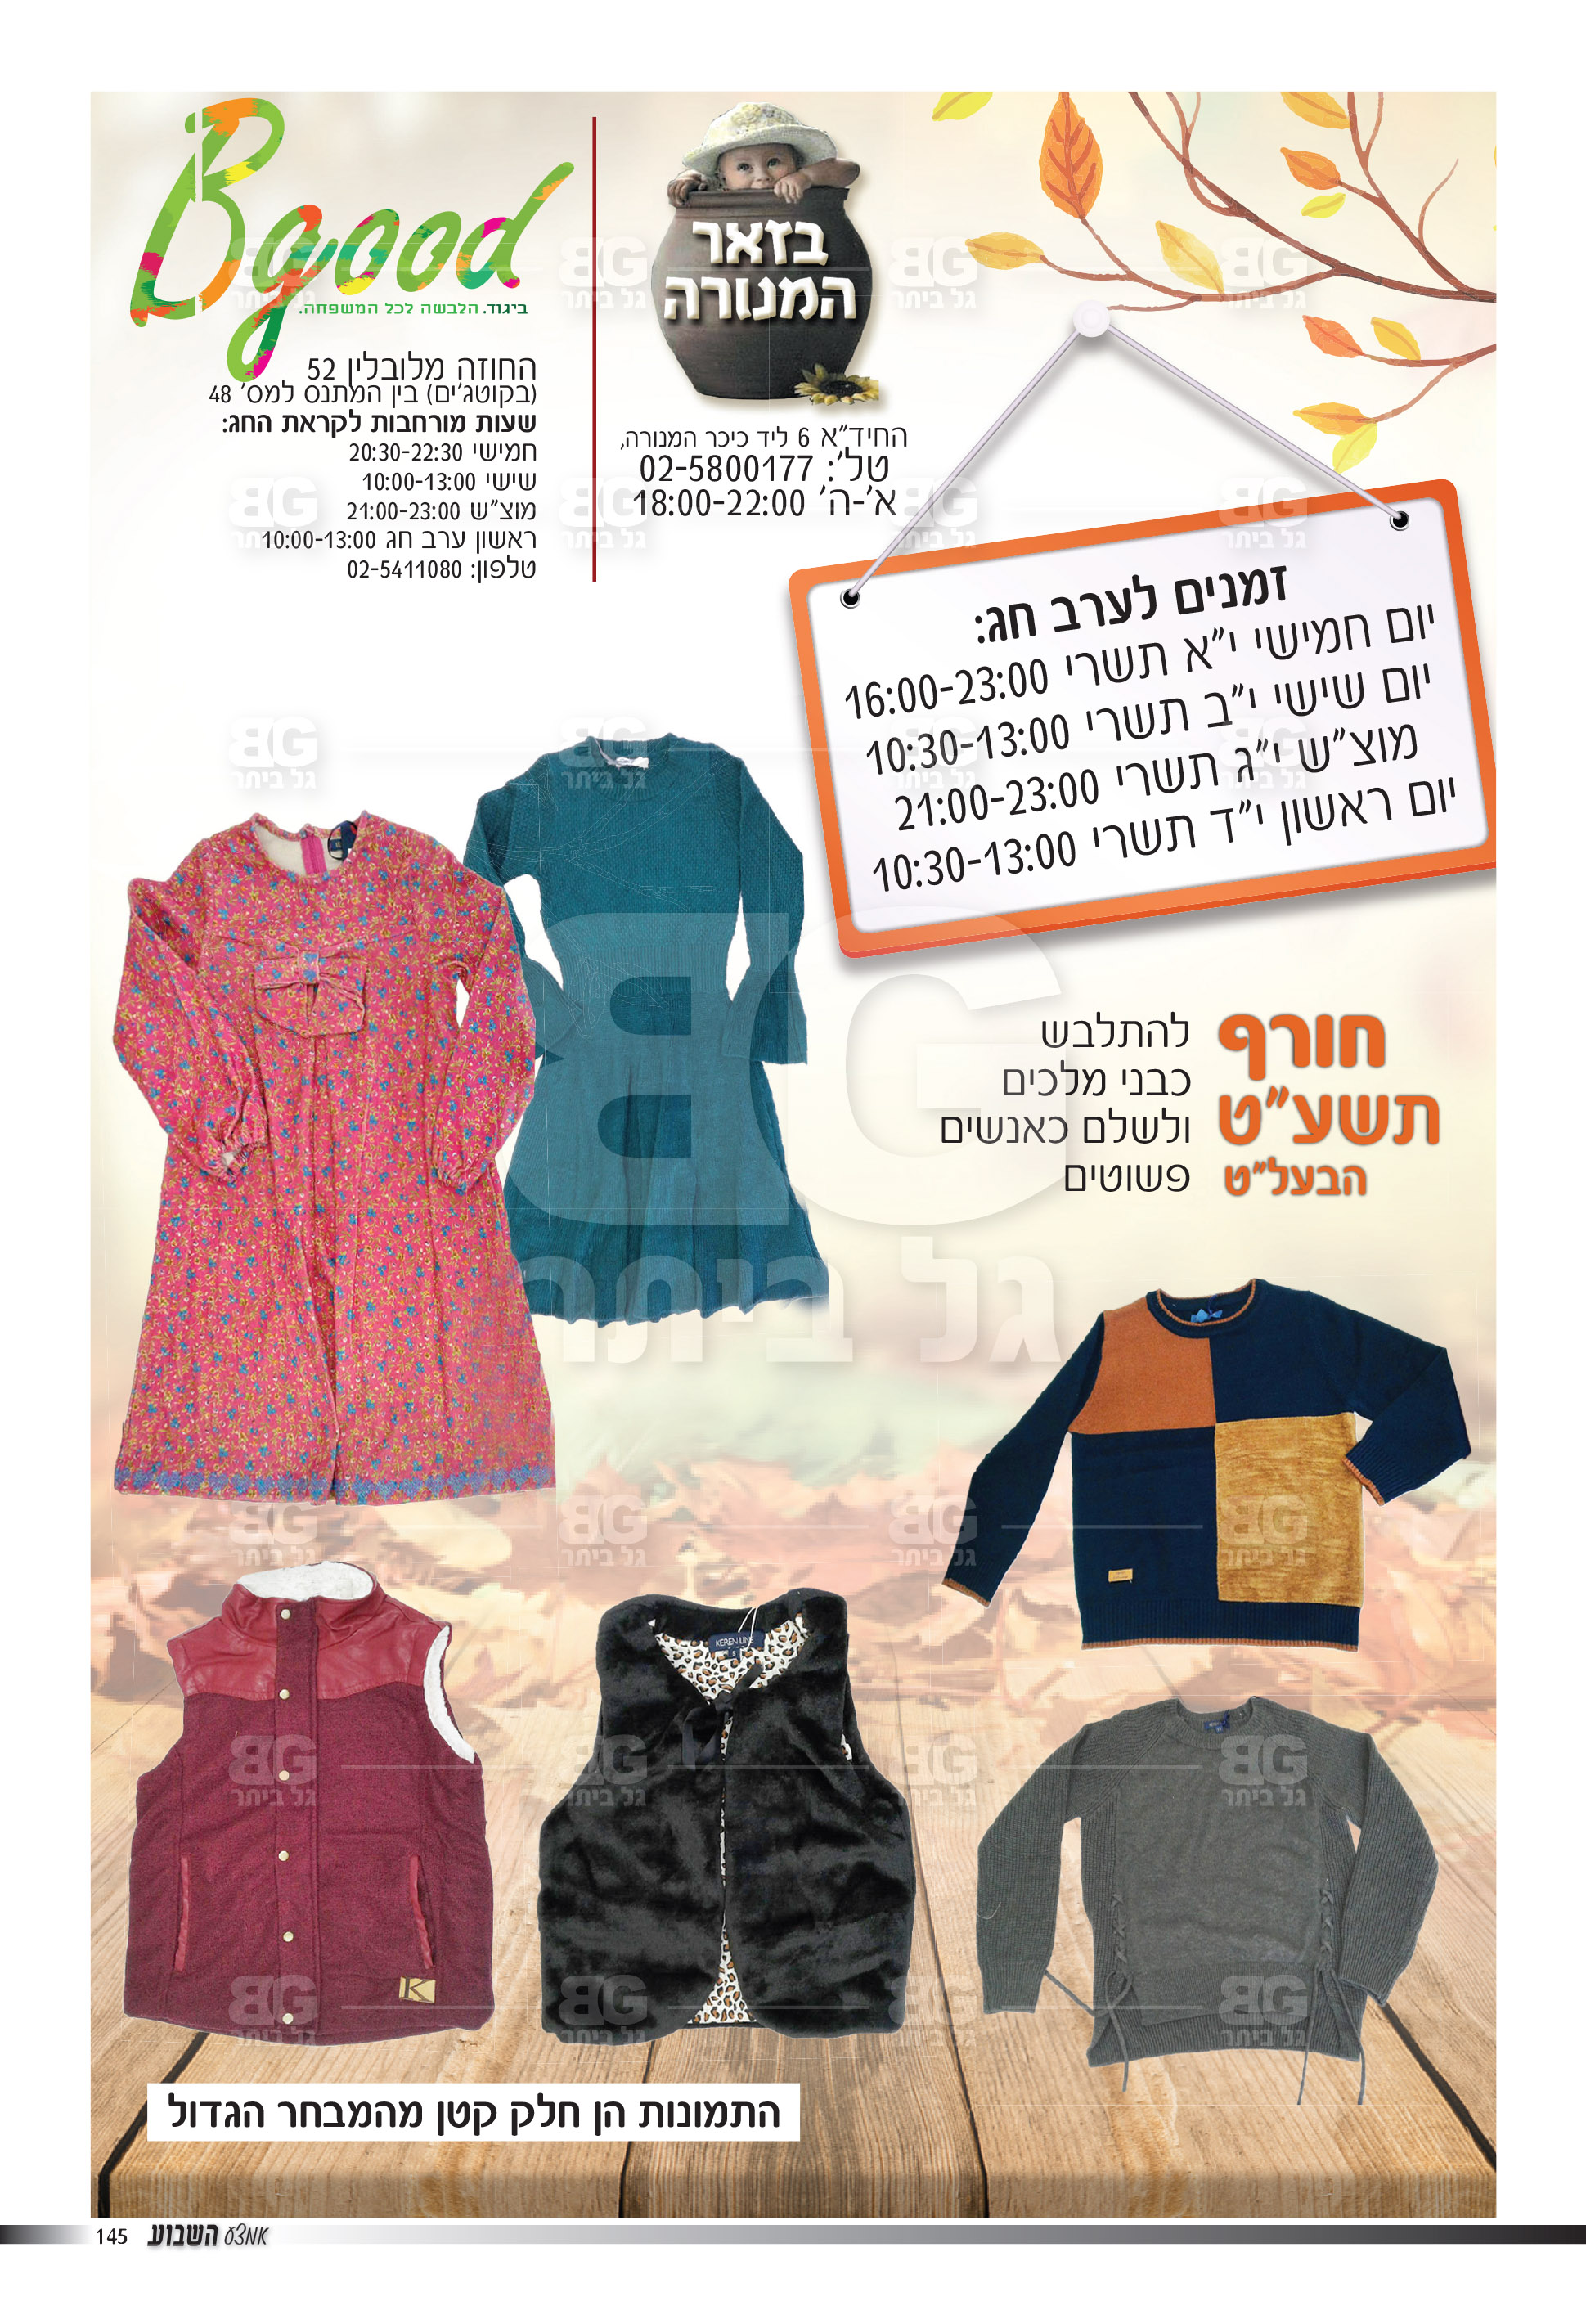 Bgood
ביגוד. הלבשה לכל המשפחה.
החוזה מלובלין 52
(בקוטג'ים) בין המתנס למס' 48
שעות מורחבות לקראת החג:
חמישי 20:30-22:30
שישי 10:00-13:00
מוצ"ש 21:00-23:00
ראשון ערב חג 10:00-13:00
טלפון: 02-5411080
בזאר
המנורה
החיד"א 6 ליד כיכר המנורה,
טל': 02-5800177
א'-ה' 18:00-22:00
זמנים לערב חג:
יום חמישי י"א תשרי 16:00-23:00
יום שישי י"ב תשרי 10:30-13:00
מוצ"ש י"ג תשרי 21:00-23:00
יום ראשון י"ד תשרי 10:30-13:00
חורף
תשע"ט
הבעל"ט
להתלבש
כבני מלכים
ולשלם כאנשים
פשוטים
BG
גל ביתר
KEREN LINE
S
K
התמונות הן חלק קטן מהמבחר הגדול
אמצע השבוע 145